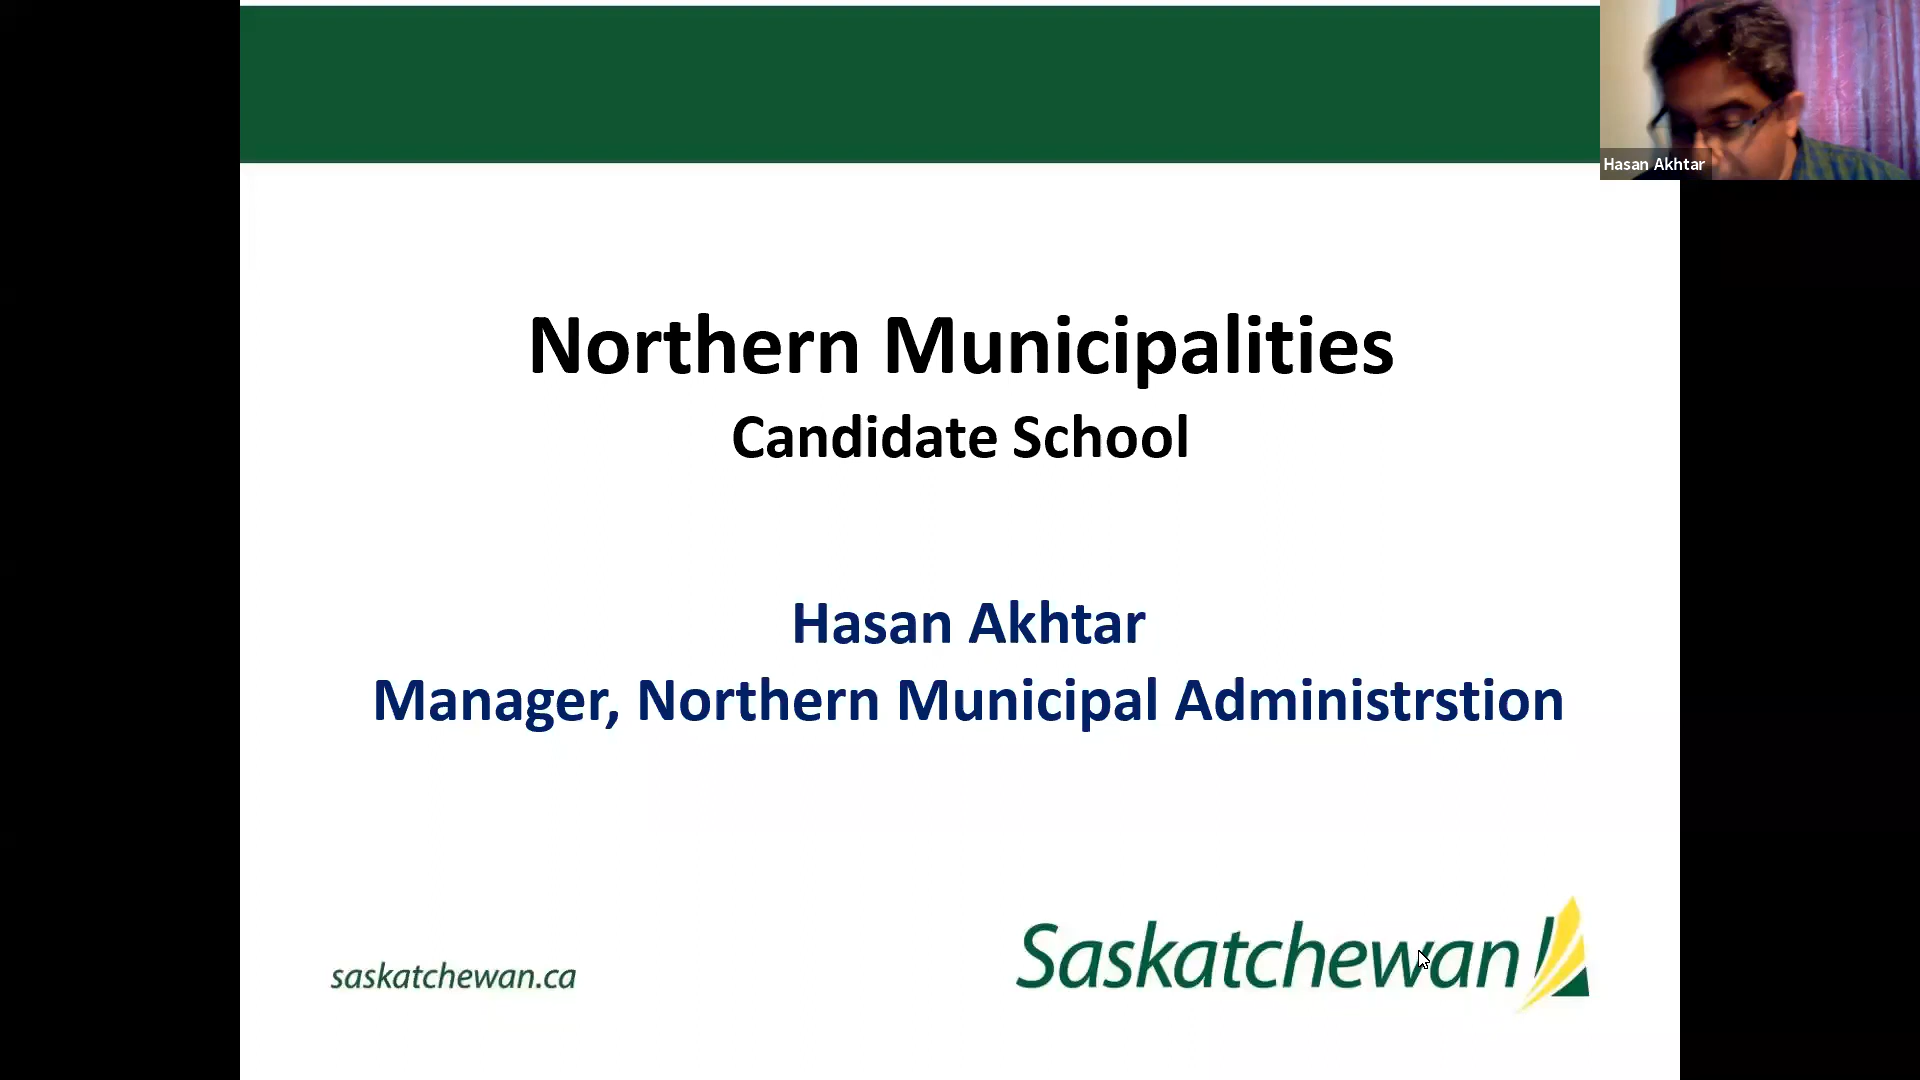 Hasan Akhtar
Northern Municipalities
Candidate School
Hasan Akhtar
Manager, Northern Municipal Administrstion
saskatchewan.ca
Saskatchewan